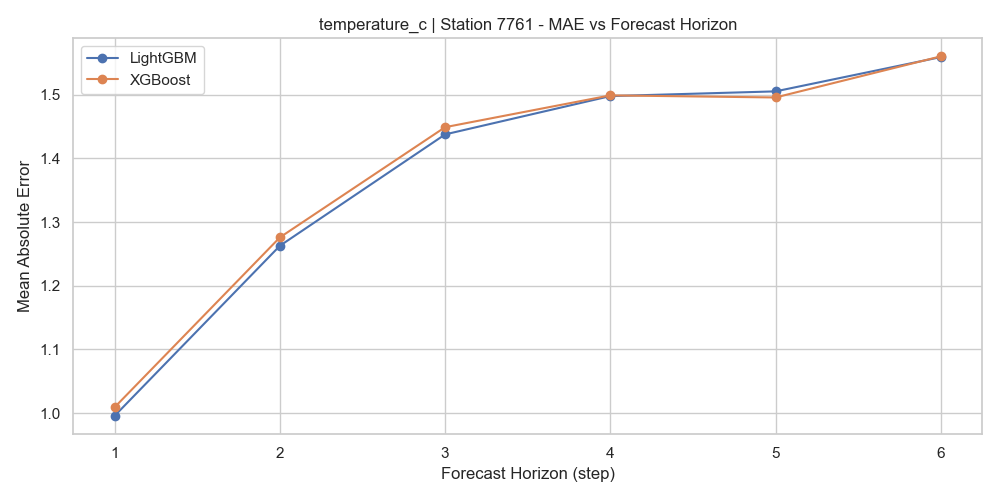 temperature_c | Station 7761 - MAE vs Forecast Horizon
LightGBM
XGBoost
Mean Absolute Error
1.5
1.4
1.3
1.2
1.1
1.0
1 2 3 4 5 6
Forecast Horizon (step)